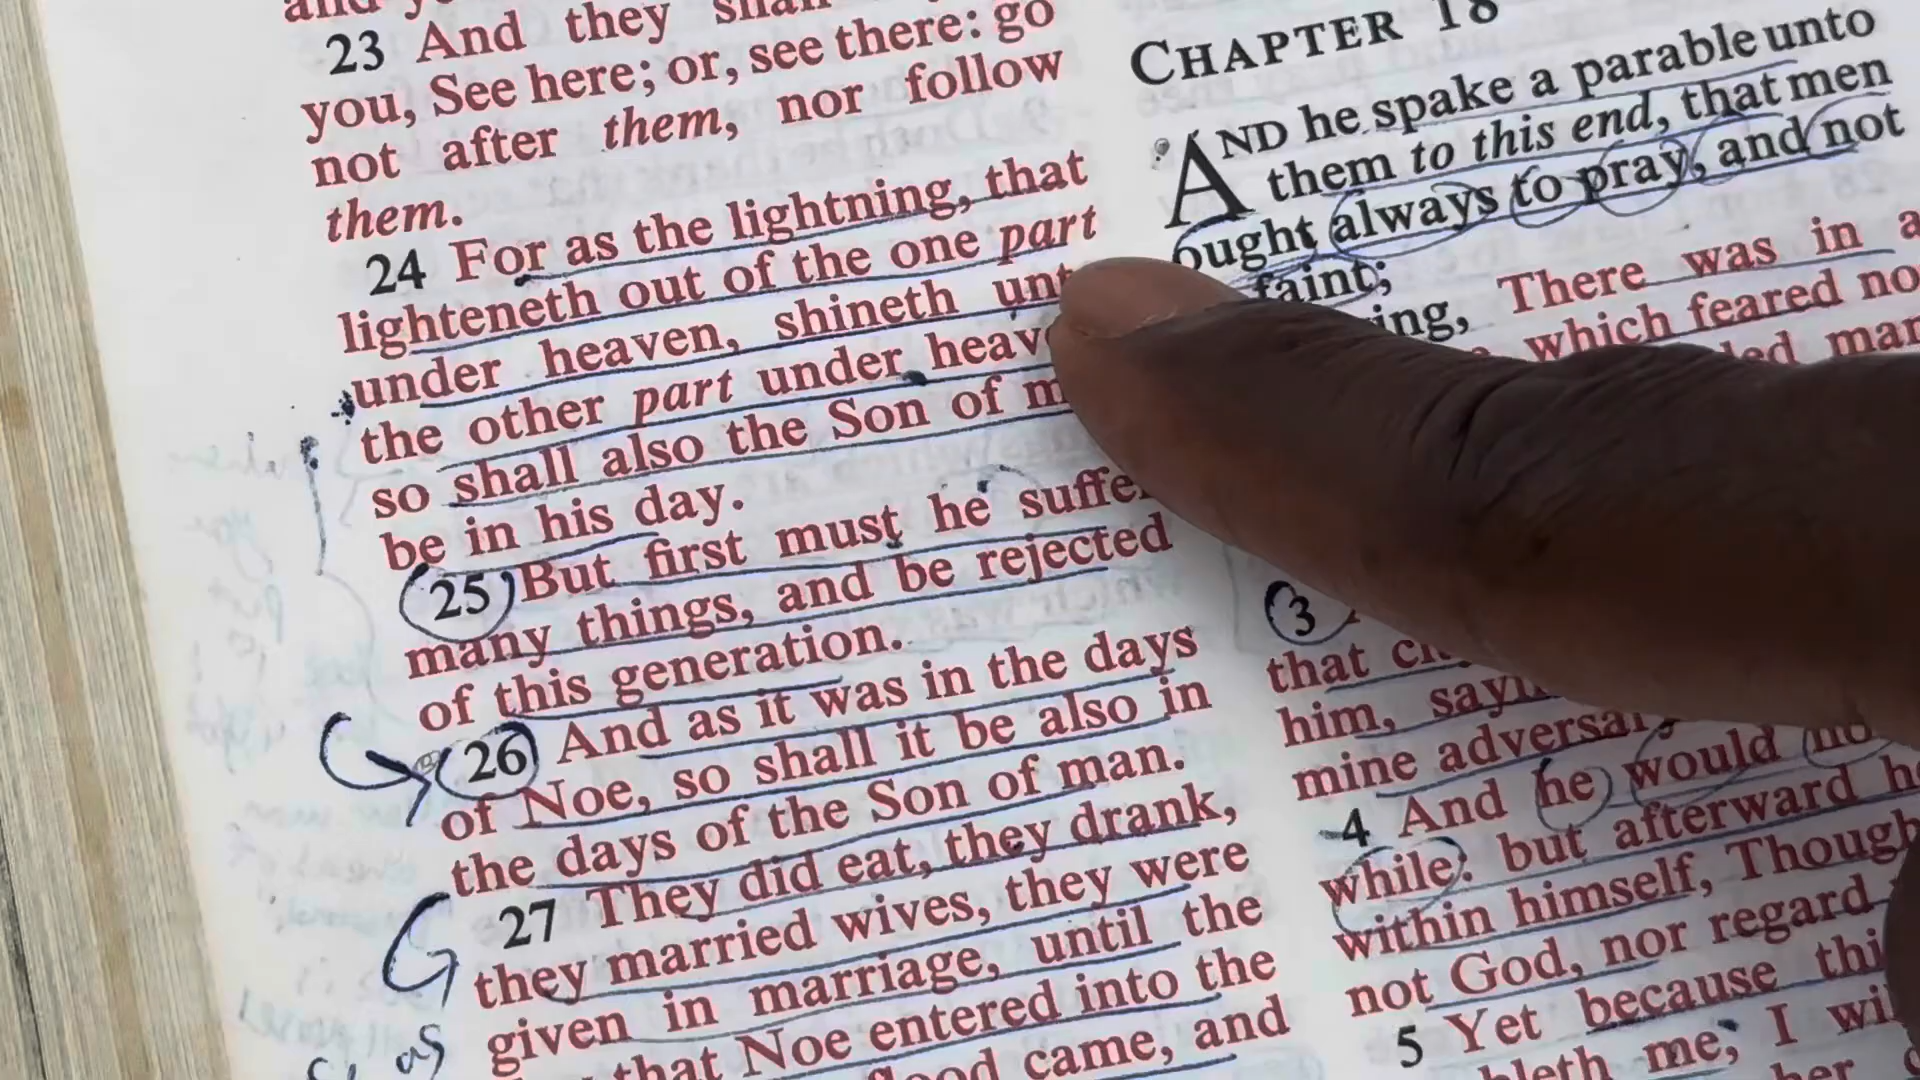 23 And they shall
you, See here; or, see there: go
not after them, nor follow
them.
24 For as the lightning, that
lighteneth out of the one part
under heaven, shineth unt
the other part under heav
so shall also the Son of m
be in his day.
25 But first must he suffe
many things, and be rejected
of this generation.
26 And as it was in the days
of Noe, so shall it be also in
the days of the Son of man.
27 They did eat, they drank,
they married wives, they were
given in marriage, until the
that Noe entered into the
flood came, and
as
CHAPTER 18
AND he spake a parable unto
them to this end, that men
ought always to pray, and not
faint;
ing, There was in a
which feared no
ded man
3
that
him, sayin
mine adversar
4 And he would no
while: but afterward he
within himself, Though
not God, nor regard
5 Yet because thi
bleth me, I wil
her